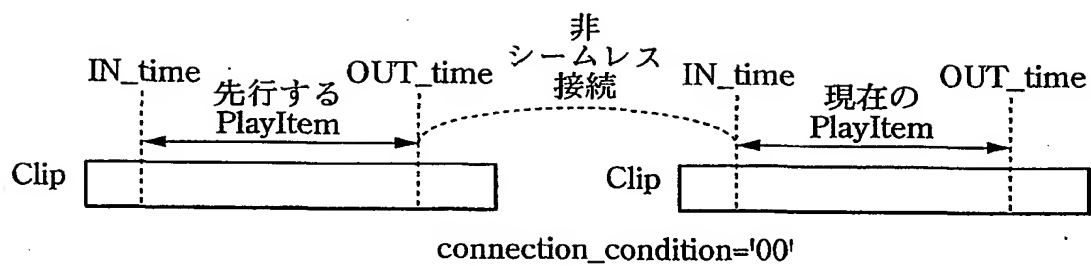 非
シームレス
接続
IN_time
OUT_time
IN_time
OUT_time
先行する
PlayItem
現在の
PlayItem
Clip
Clip
connection_condition='00'